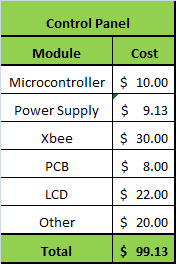 Control Panel
Module Cost
Microcontroller $ 10.00
Power Supply $ 9.13
Xbee $ 30.00
PCB $ 8.00
LCD $ 22.00
Other $ 20.00
Total $ 99.13